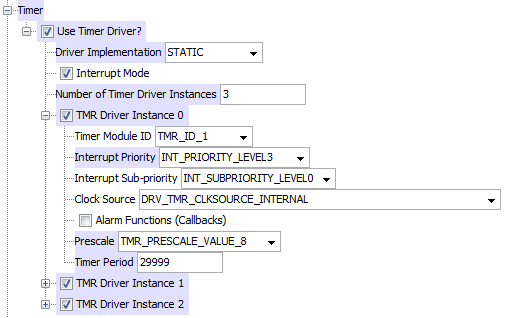 Timer
Use Timer Driver?
Driver Implementation STATIC
Interrupt Mode
Number of Timer Driver Instances 3
TMR Driver Instance 0
Timer Module ID TMR_ID_1
Interrupt Priority INT_PRIORITY_LEVEL3
Interrupt Sub-priority INT_SUBPRIORITY_LEVEL0
Clock Source DRV_TMR_CLKSOURCE_INTERNAL
Alarm Functions (Callbacks)
Prescale TMR_PRESCALE_VALUE_8
Timer Period 29999
TMR Driver Instance 1
TMR Driver Instance 2